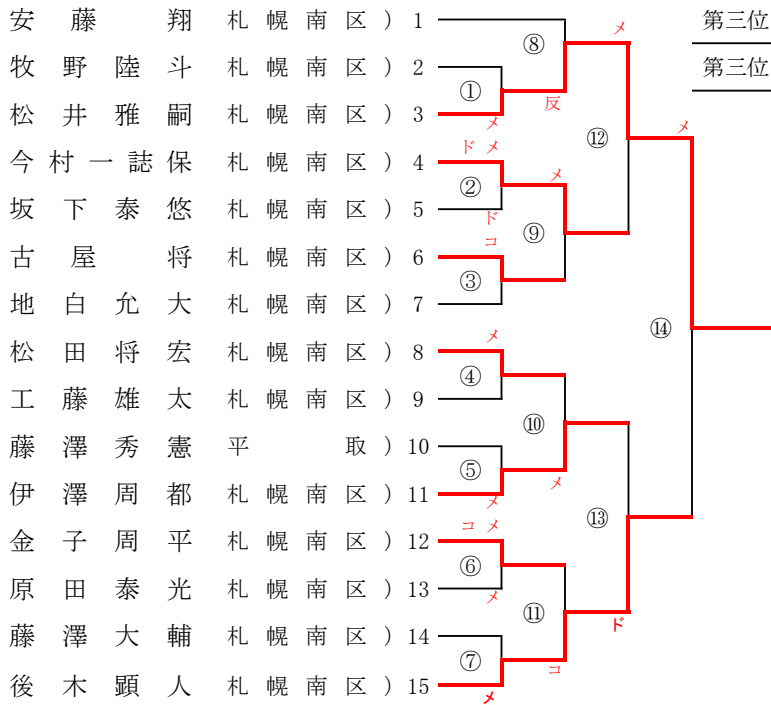 安藤 翔 札幌南区) 1
牧野陸斗 札幌南区) 2
松井雅嗣 札幌南区) 3
今村一誌保 札幌南区) 4
坂下泰悠 札幌南区) 5
古屋 将 札幌南区) 6
地白允大 札幌南区) 7
松田将宏 札幌南区) 8
工藤雄太 札幌南区) 9
藤澤秀憲 平取) 10
伊澤周都 札幌南区) 11
金子周平 札幌南区) 12
原田泰光 札幌南区) 13
藤澤大輔 札幌南区) 14
後木顕人 札幌南区) 15
①
メ
ドメ
②
ド
コ
③
メ
④
⑤
メ
コメ
⑥
メ
⑦
メ
⑧
反
メ
⑨
⑩
メ
⑪
コ
メ
⑫
⑬
ド
メ
⑭
第三位
第三位